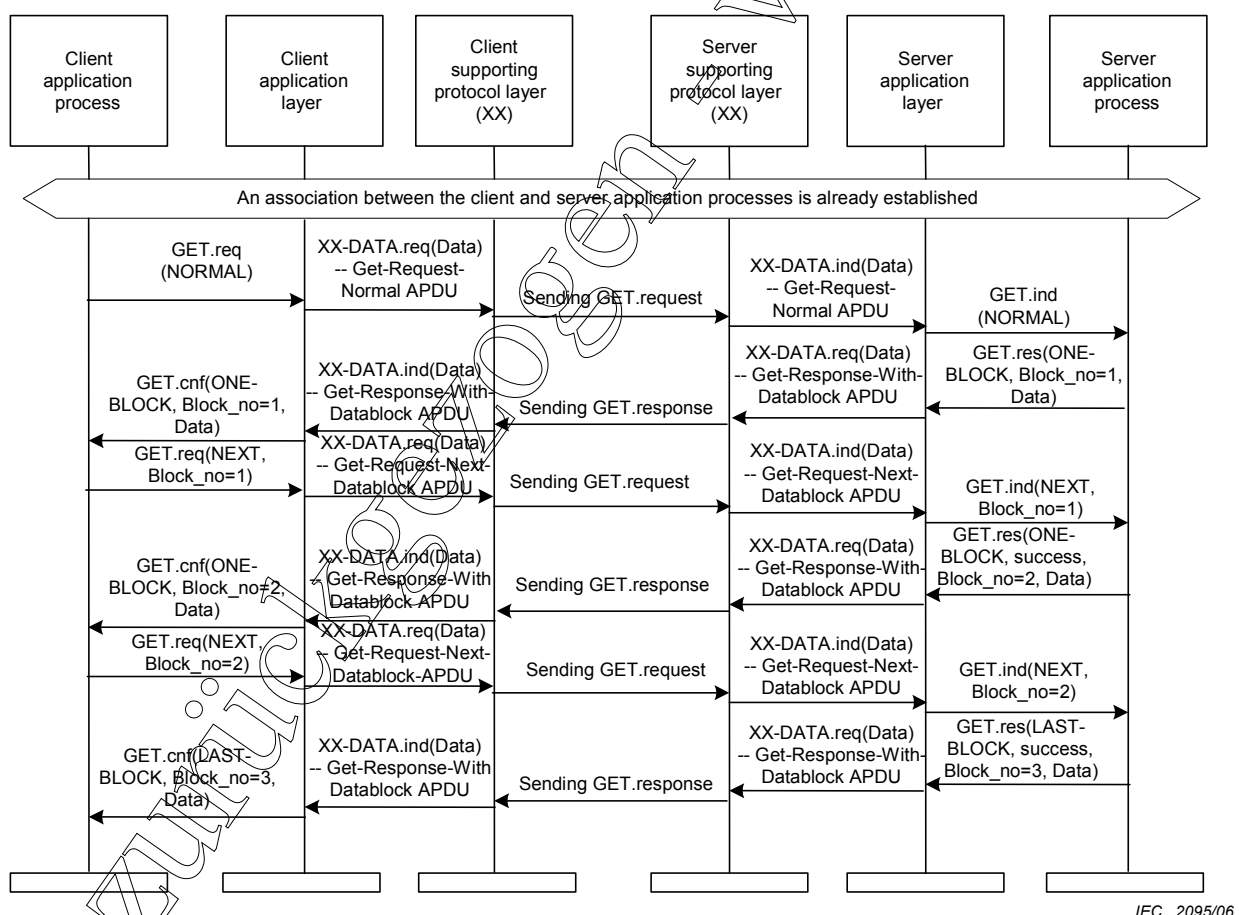 Client
application
process
Client
application
layer
Client
supporting
protocol layer
(XX)
Server
supporting
protocol layer
(XX)
Server
application
layer
Server
application
process
An association between the client and server application processes is already established
GET.req
(NORMAL)
XX-DATA.req(Data)
-- Get-Request-
Normal APDU
Sending GET.request
XX-DATA.ind(Data)
-- Get-Request-
Normal APDU
GET.ind
(NORMAL)
GET.res(ONE-
BLOCK, Block_no=1,
Data)
XX-DATA.req(Data)
-- Get-Response-With-
Datablock APDU
Sending GET.response
XX-DATA.ind(Data)
-- Get-Response-With-
Datablock APDU
GET.cnf(ONE-
BLOCK, Block_no=1,
Data)
GET.req(NEXT,
Block_no=1)
XX-DATA.req(Data)
-- Get-Request-Next-
Datablock APDU
Sending GET.request
XX-DATA.ind(Data)
-- Get-Request-Next-
Datablock APDU
GET.ind(NEXT,
Block_no=1)
GET.res(ONE-
BLOCK, success,
Block_no=2, Data)
XX-DATA.req(Data)
-- Get-Response-With-
Datablock APDU
Sending GET.response
XX-DATA.ind(Data)
-- Get-Response-With
Datablock APDU
GET.cnf(ONE-
BLOCK, Block_no=2,
Data)
GET.req(NEXT,
Block_no=2)
XX-DATA.req(Data)
-- Get-Request-Next-
Datablock-APDU
Sending GET.request
XX-DATA.ind(Data)
-- Get-Request-Next-
Datablock APDU
GET.ind(NEXT,
Block_no=2)
GET.res(LAST-
BLOCK, success,
Block_no=3, Data)
XX-DATA.req(Data)
-- Get-Response-With-
Datablock APDU
Sending GET.response
XX-DATA.ind(Data)
-- Get-Response-With
Datablock APDU
GET.cnf(LAST-
BLOCK, Block_no=3,
Data)
IEC 2095/06
zurückgezogen -